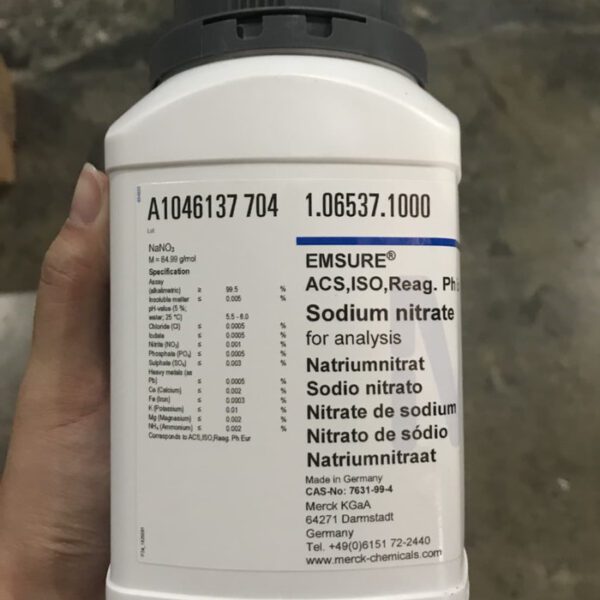 A1046137 704
Lot
NaNO₃
M = 84.99 g/mol
Specification
Assay
(alkalimetric) ≥ 99.5 %
Insoluble matter ≤ 0.005 %
pH-value (5 %;
water; 25 °C) 5.5 - 8.0
Chloride (Cl) ≤ 0.0005 %
Iodate ≤ 0.0005 %
Nitrite (NO₂) ≤ 0.001 %
Phosphate (PO₄) ≤ 0.0005 %
Sulphate (SO₄) ≤ 0.003 %
Heavy metals (as
Pb) ≤ 0.0005 %
Ca (Calcium) ≤ 0.002 %
Fe (Iron) ≤ 0.0003 %
K (Potassium) ≤ 0.01 %
Mg (Magnesium) ≤ 0.002 %
NH₄ (Ammonium) ≤ 0.002 %
Corresponds to ACS,ISO,Reag. Ph Eur
1.06537.1000
EMSURE®
ACS,ISO,Reag. Ph
Sodium nitrate
for analysis
Natriumnitrat
Sodio nitrato
Nitrate de sodium
Nitrato de sódio
Natriumnitraat
Made in Germany
CAS-No: 7631-99-4
Merck KGaA
64271 Darmstadt
Germany
Tel. +49(0)6151 72-2440
www.merck-chemicals.com